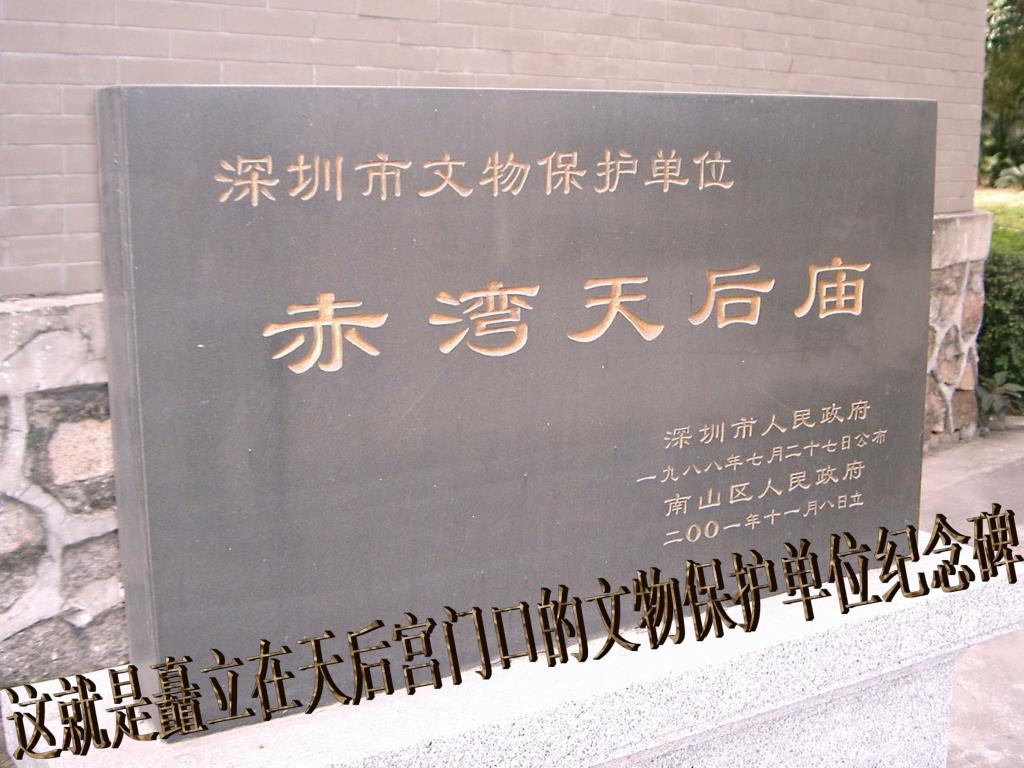 深圳市文物保护单位
赤湾天后庙
深圳市人民政府
一九八八年七月二十七日公布
南山区人民政府
二〇〇一年十一月八日立
这就是矗立在天后宫门口的文物保护单位纪念碑